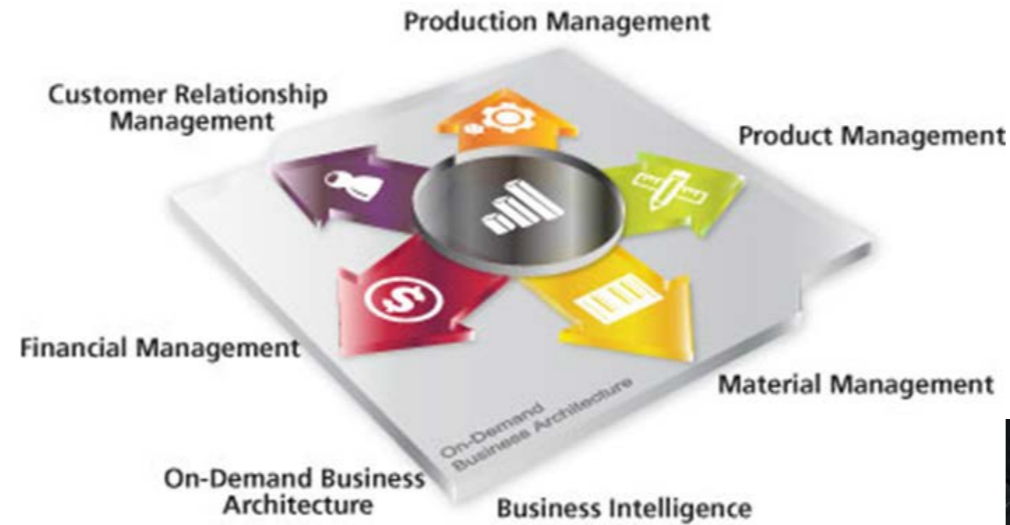 Production Management
Customer Relationship
Management
Product Management
Financial Management
Material Management
On-Demand
Business Architecture
On-Demand Business
Architecture
Business Intelligence